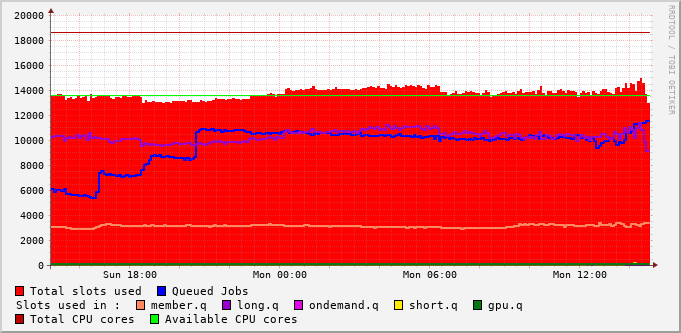 20000
18000
16000
14000
12000
10000
8000
6000
4000
2000
0
Sun 18:00 Mon 00:00 Mon 06:00 Mon 12:00
RRDTOOL / TOBI OETIKER
Total slots used Queued Jobs
Slots used in : member.q long.q ondemand.q short.q gpu.q
Total CPU cores Available CPU cores